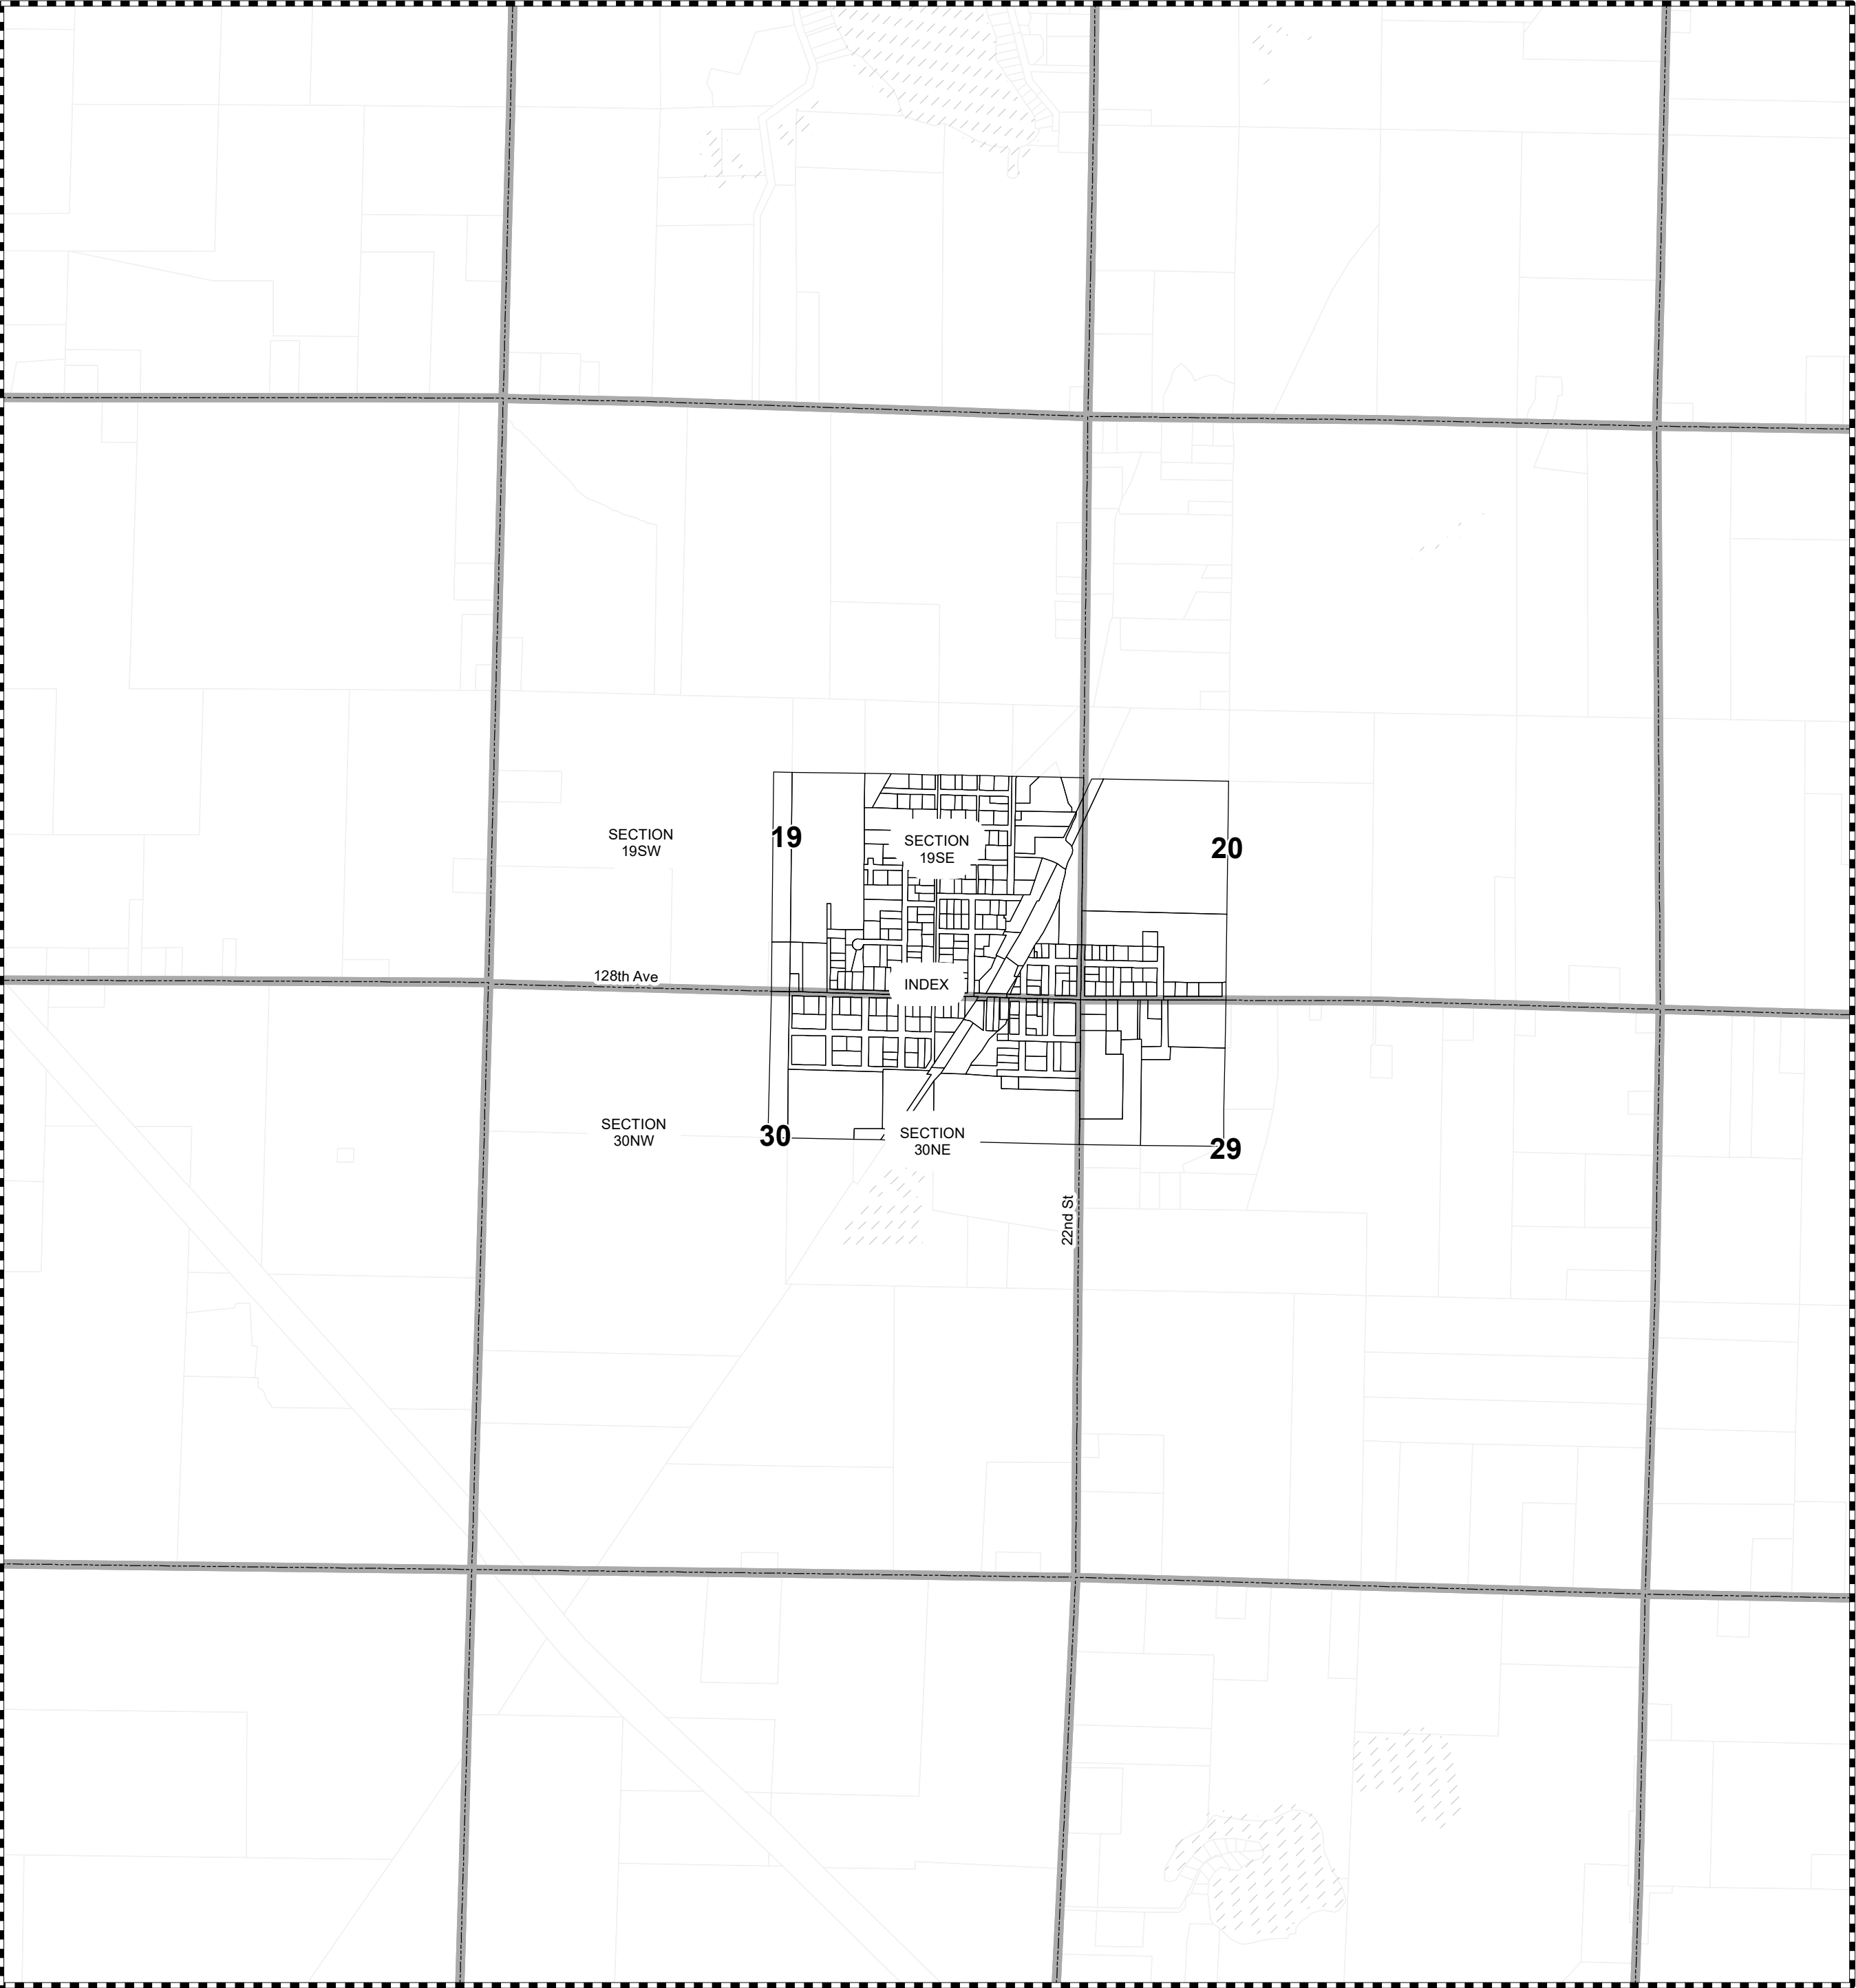 SECTION
19SW
19
SECTION
19SE
20
128th Ave
INDEX
SECTION
30NW
30
SECTION
30NE
29
22nd St